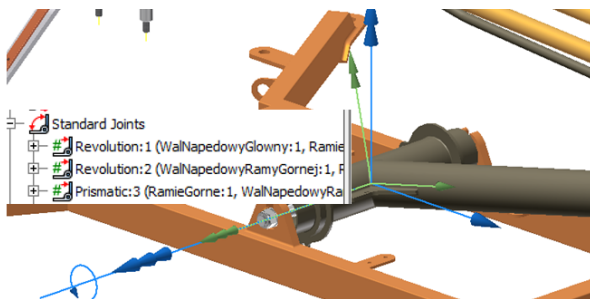 Standard Joints
Revolution:1 (WalNapedowyGlowny:1, Ramie
Revolution:2 (WalNapedowyRamyGornej:1, F
Prismatic:3 (RamieGorne:1, WalNapedowyRa